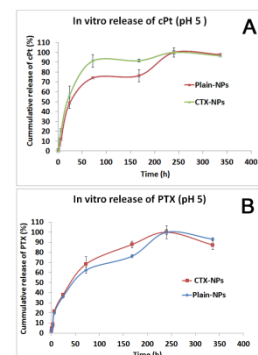 In vitro release of cPt (pH 5 )
A
Cummulative release of cPt (%)
110
100
90
80
70
60
50
40
30
20
10
0
Plain-NPs
CTX-NPs
0 50 100 150 200 250 300 350 400
Time (h)
In vitro release of PTX (pH 5)
B
Cummulative release of PTX (%)
110
100
90
80
70
60
50
40
30
20
10
0
CTX-NPs
Plain-NPs
0 50 100 150 200 250 300 350 400
Time (h)